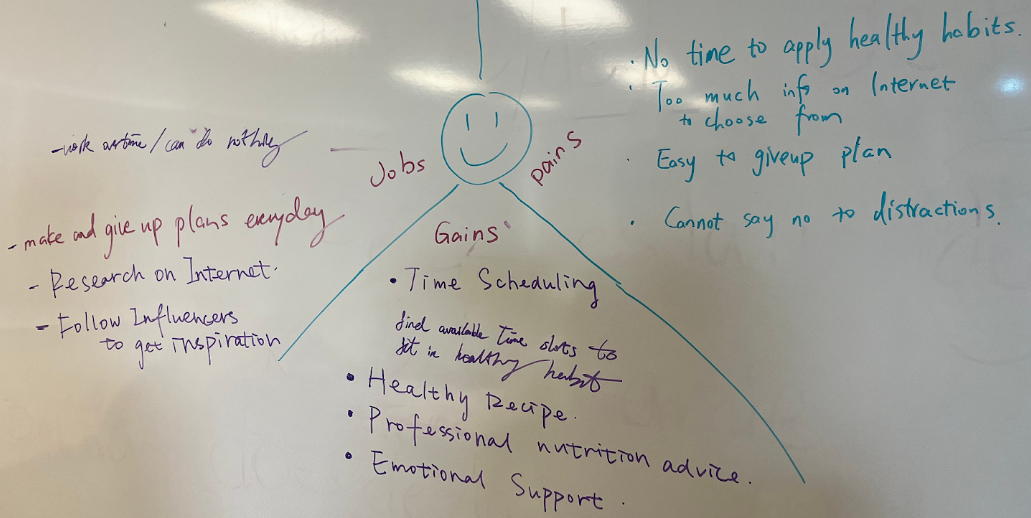 - work / can do nothing
Jobs
- make and give up plans everyday
- Research on Internet.
- Follow Influencers
to get inspiration
pains
· No time to apply healthy habits.
· Too much info on Internet
to choose from
· Easy to giveup plan
· Cannot say no to distractions.
Gains
• Time Scheduling
find available Time slots to
fit in healthy habit
• Healthy Recipe.
• Professional nutrition advice.
• Emotional Support.